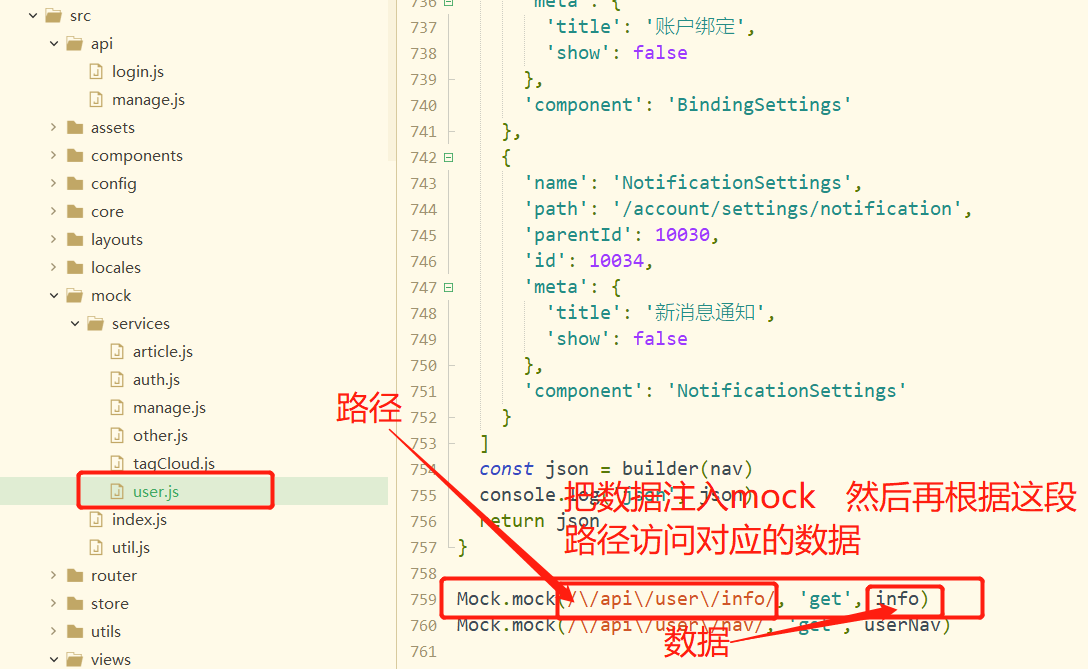 src
api
login.js
manage.js
assets
components
config
core
layouts
locales
mock
services
article.js
auth.js
manage.js
other.js
tagCloud.js
user.js
index.js
util.js
router
store
utils
views
736 'meta': {
737 'title': '账户绑定',
738 'show': false
739 },
740 'component': 'BindingSettings'
741 },
742 {
743 'name': 'NotificationSettings',
744 'path': '/account/settings/notification',
745 'parentId': 10030,
746 'id': 10034,
747 'meta': {
748 'title': '新消息通知',
749 'show': false
750 },
751 'component': 'NotificationSettings'
752 }
753 ]
754 const json = builder(nav)
755 console.log('json', json)
756 return json
757 }
758
759 Mock.mock(/\/api\/user\/info/, 'get', info)
760 Mock.mock(/\/api\/user\/nav/, 'get', userNav)
761
路径
把数据注入mock 然后再根据这段
路径访问对应的数据
数据